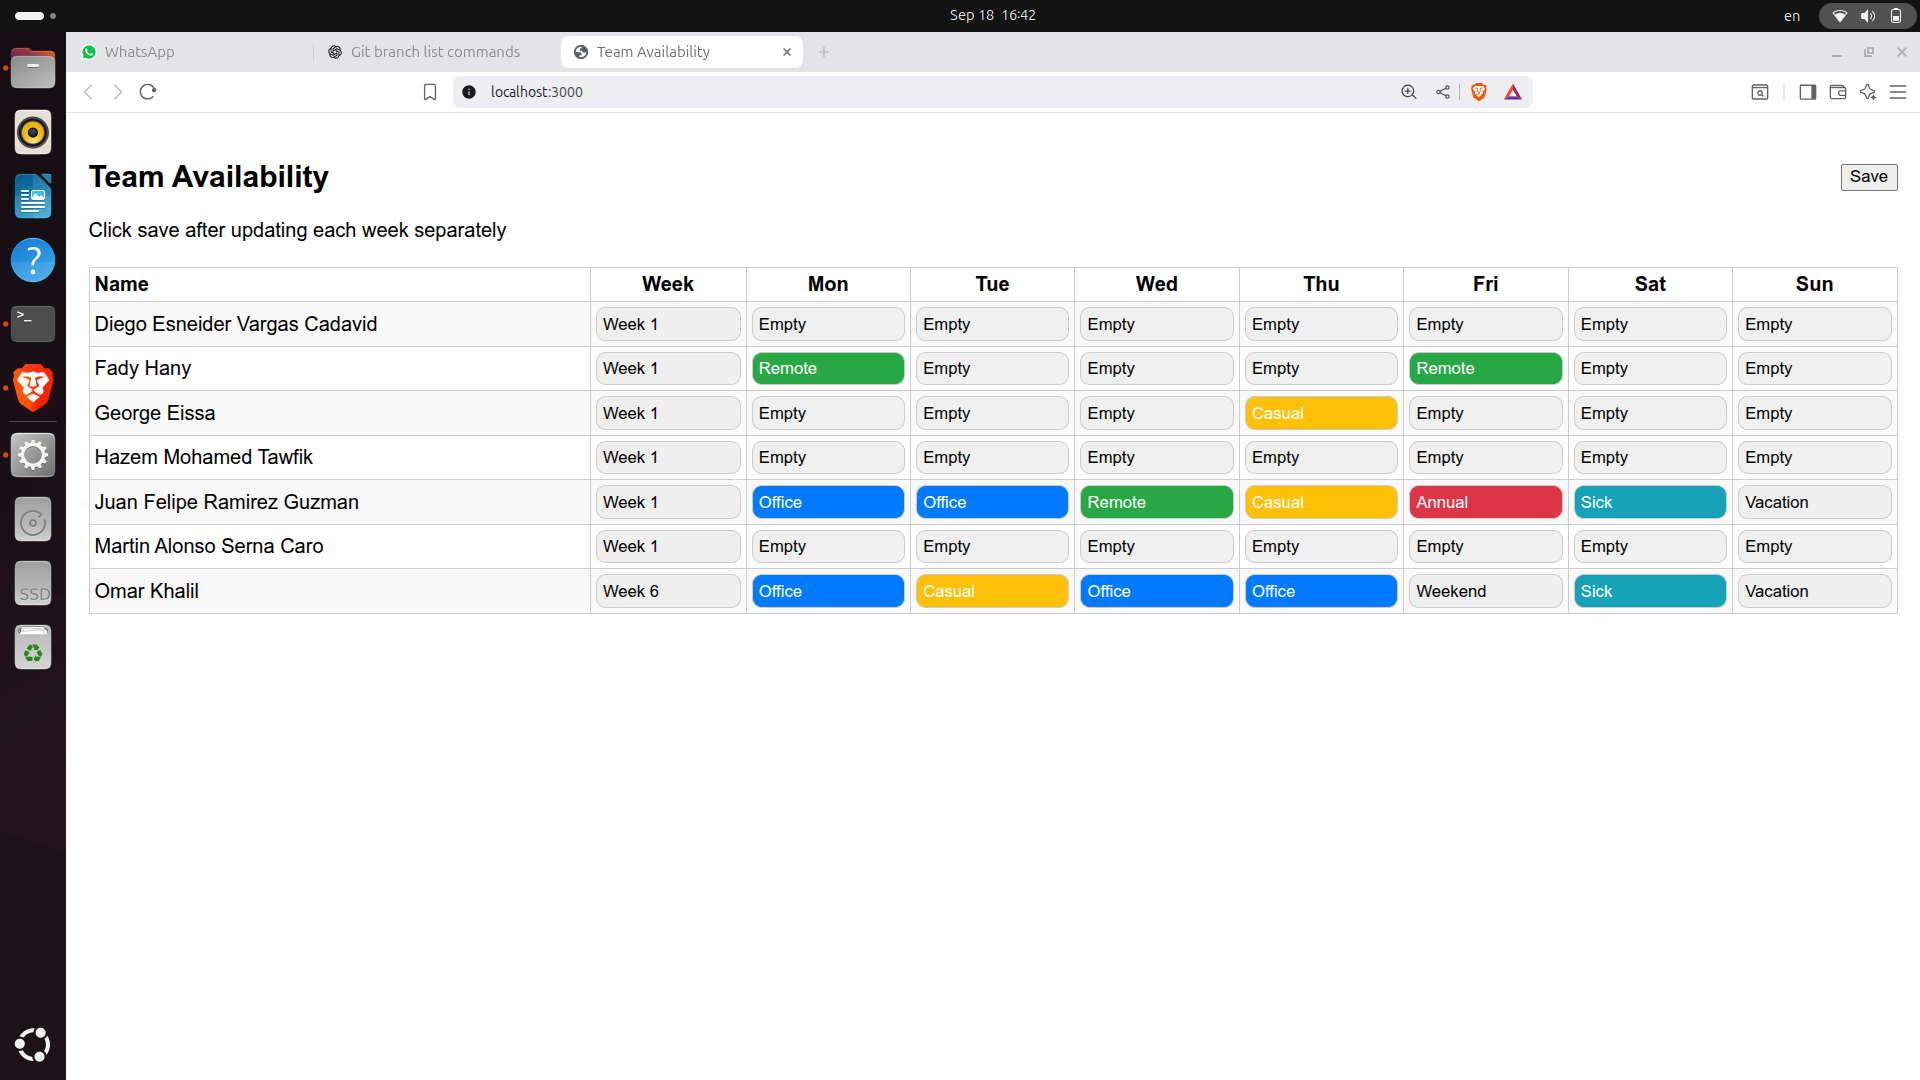 Sep 18 16:42
en
WhatsApp
Git branch list commands
Team Availability
localhost:3000
Team Availability
Save
Click save after updating each week separately
Name Week Mon Tue Wed Thu Fri Sat Sun
Diego Esneider Vargas Cadavid Week 1 Empty Empty Empty Empty Empty Empty Empty
Fady Hany Week 1 Remote Empty Empty Empty Remote Empty Empty
George Eissa Week 1 Empty Empty Empty Casual Empty Empty Empty
Hazem Mohamed Tawfik Week 1 Empty Empty Empty Empty Empty Empty Empty
Juan Felipe Ramirez Guzman Week 1 Office Office Remote Casual Annual Sick Vacation
Martin Alonso Serna Caro Week 1 Empty Empty Empty Empty Empty Empty Empty
Omar Khalil Week 6 Office Casual Office Office Weekend Sick Vacation
SSD